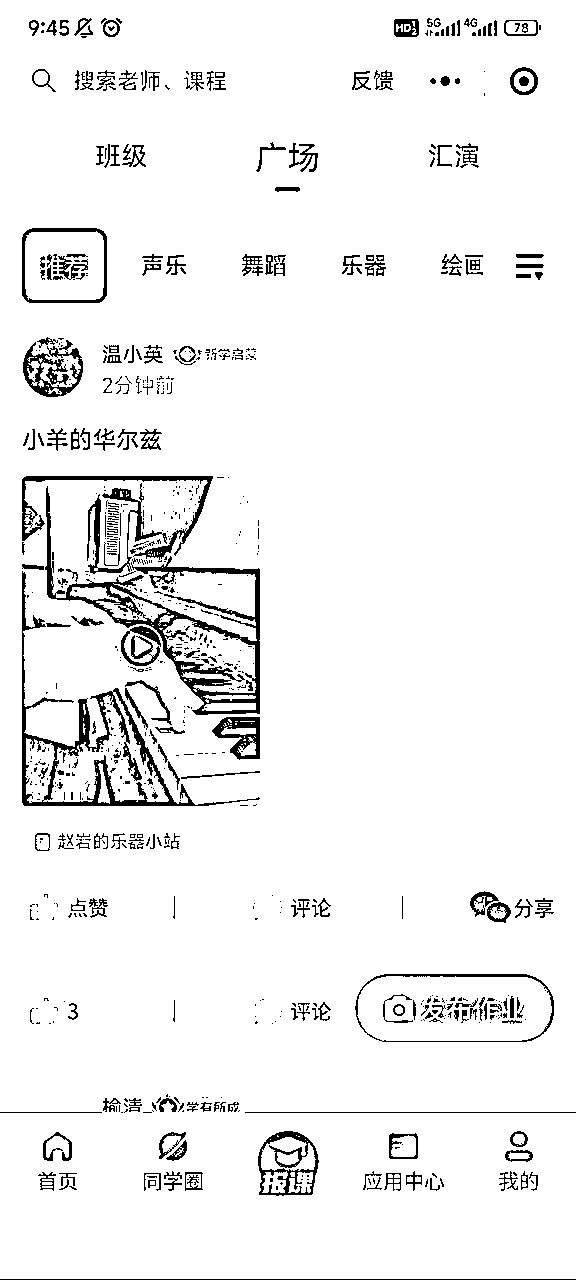 9:45 HD 5G 4G 78
搜索老师、课程 反馈
班级 广场 汇演
推荐 声乐 舞蹈 乐器 绘画
温小英 哲学启蒙
2分钟前
小羊的华尔兹
赵岩的乐器小站
点赞 评论 分享
3 评论 发布作业
榆清 学有所成
首页 同学圈 报课 应用中心 我的